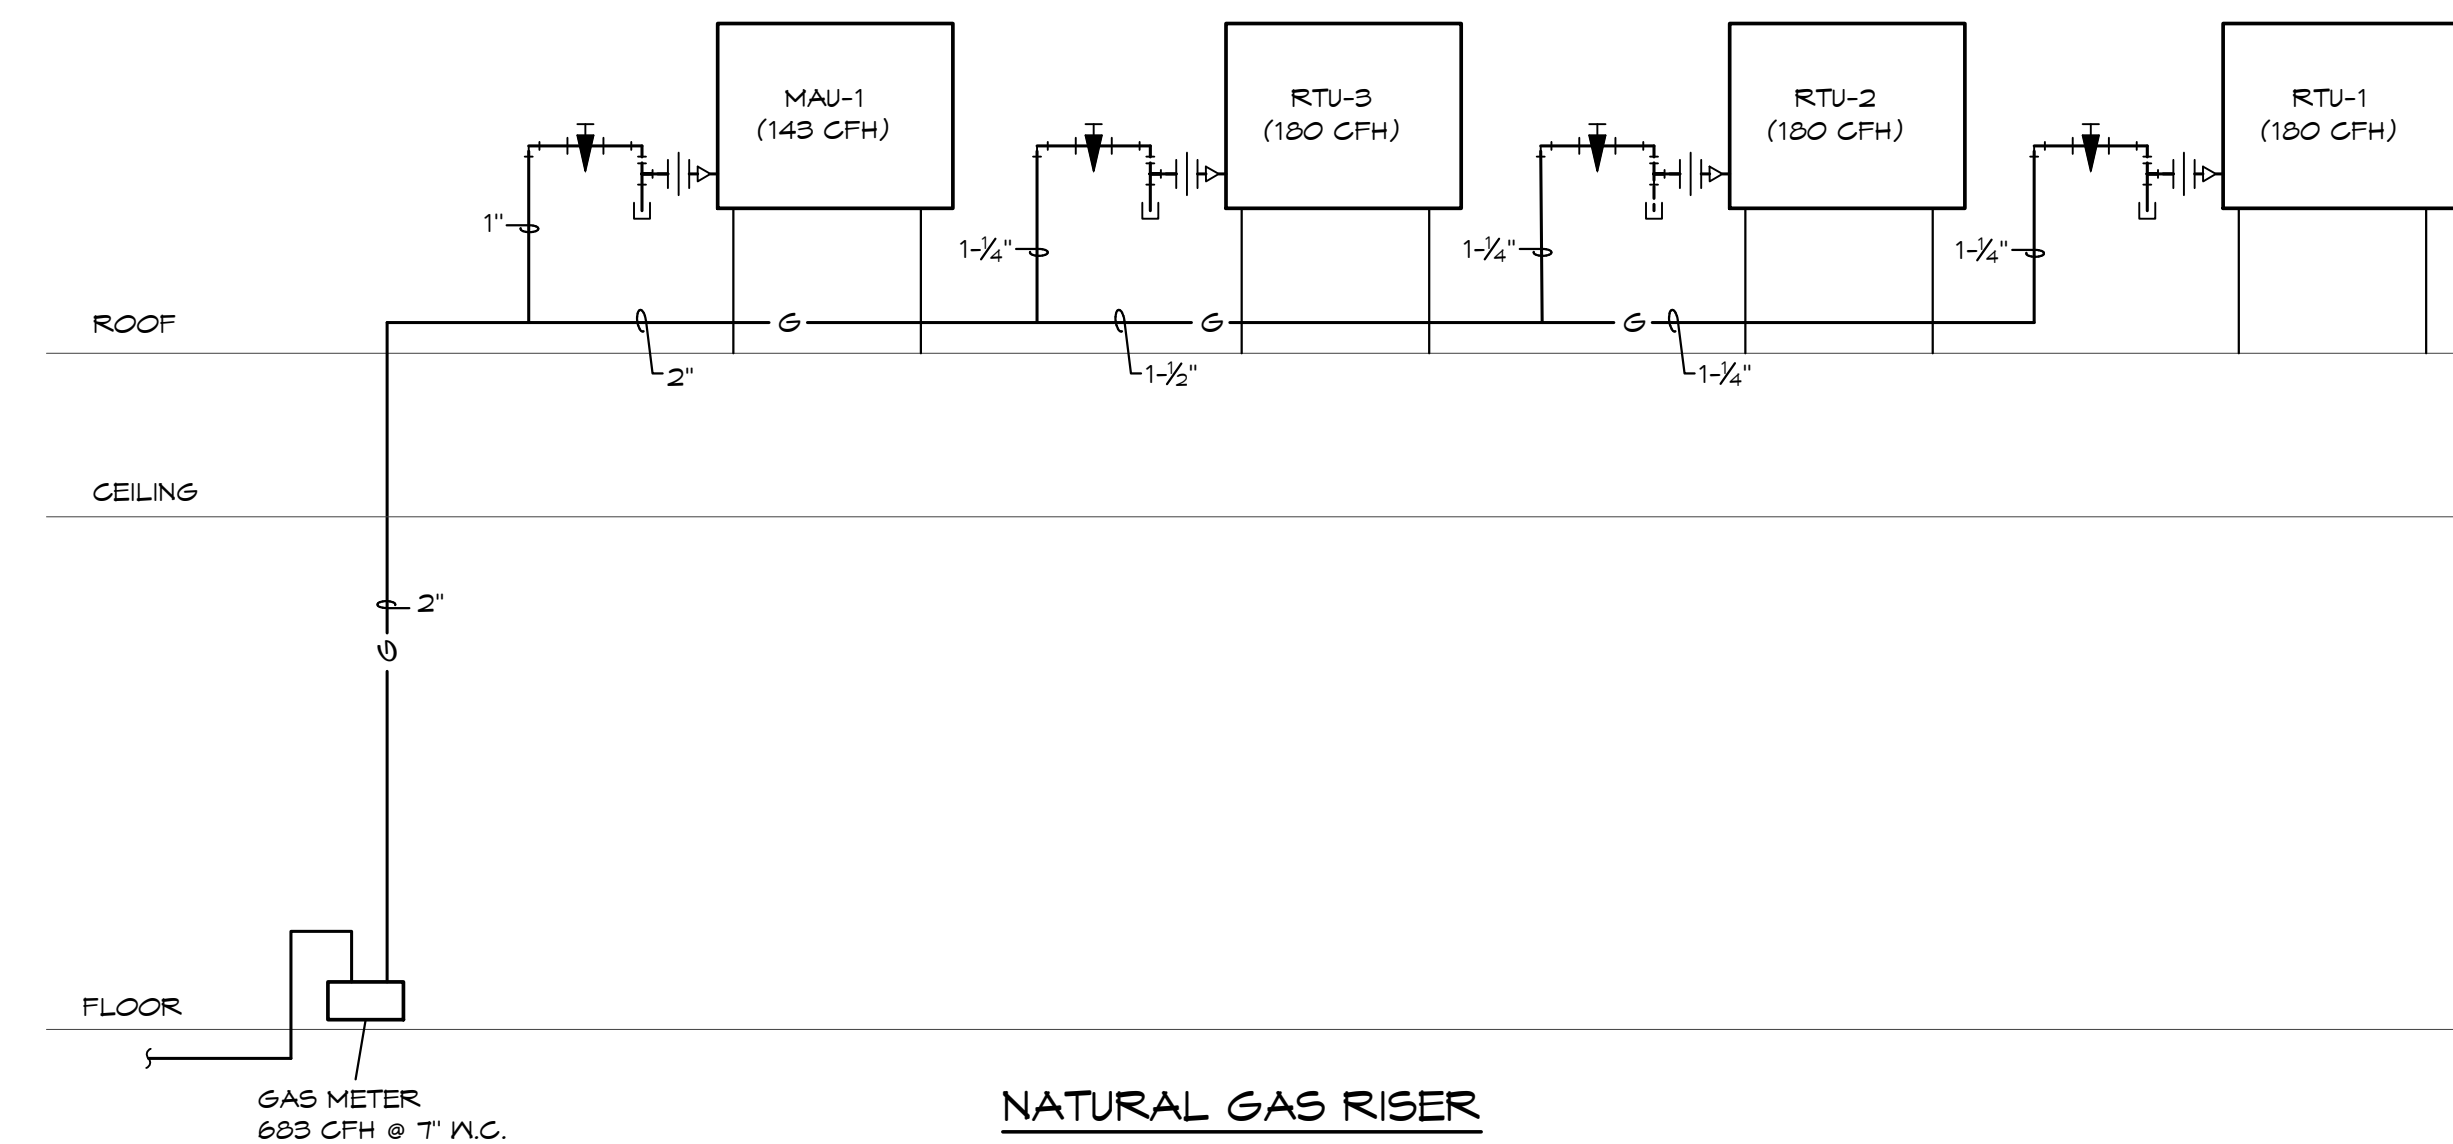 MAU-1
(143 CFH)
RTU-3
(180 CFH)
RTU-2
(180 CFH)
RTU-1
(180 CFH)
1"
1-1/4"
1-1/4"
1-1/4"
ROOF
G
G
G
2"
1-1/2"
1-1/4"
CEILING
2"
G
FLOOR
GAS METER
683 CFH @ 7" W.C.
NATURAL GAS RISER